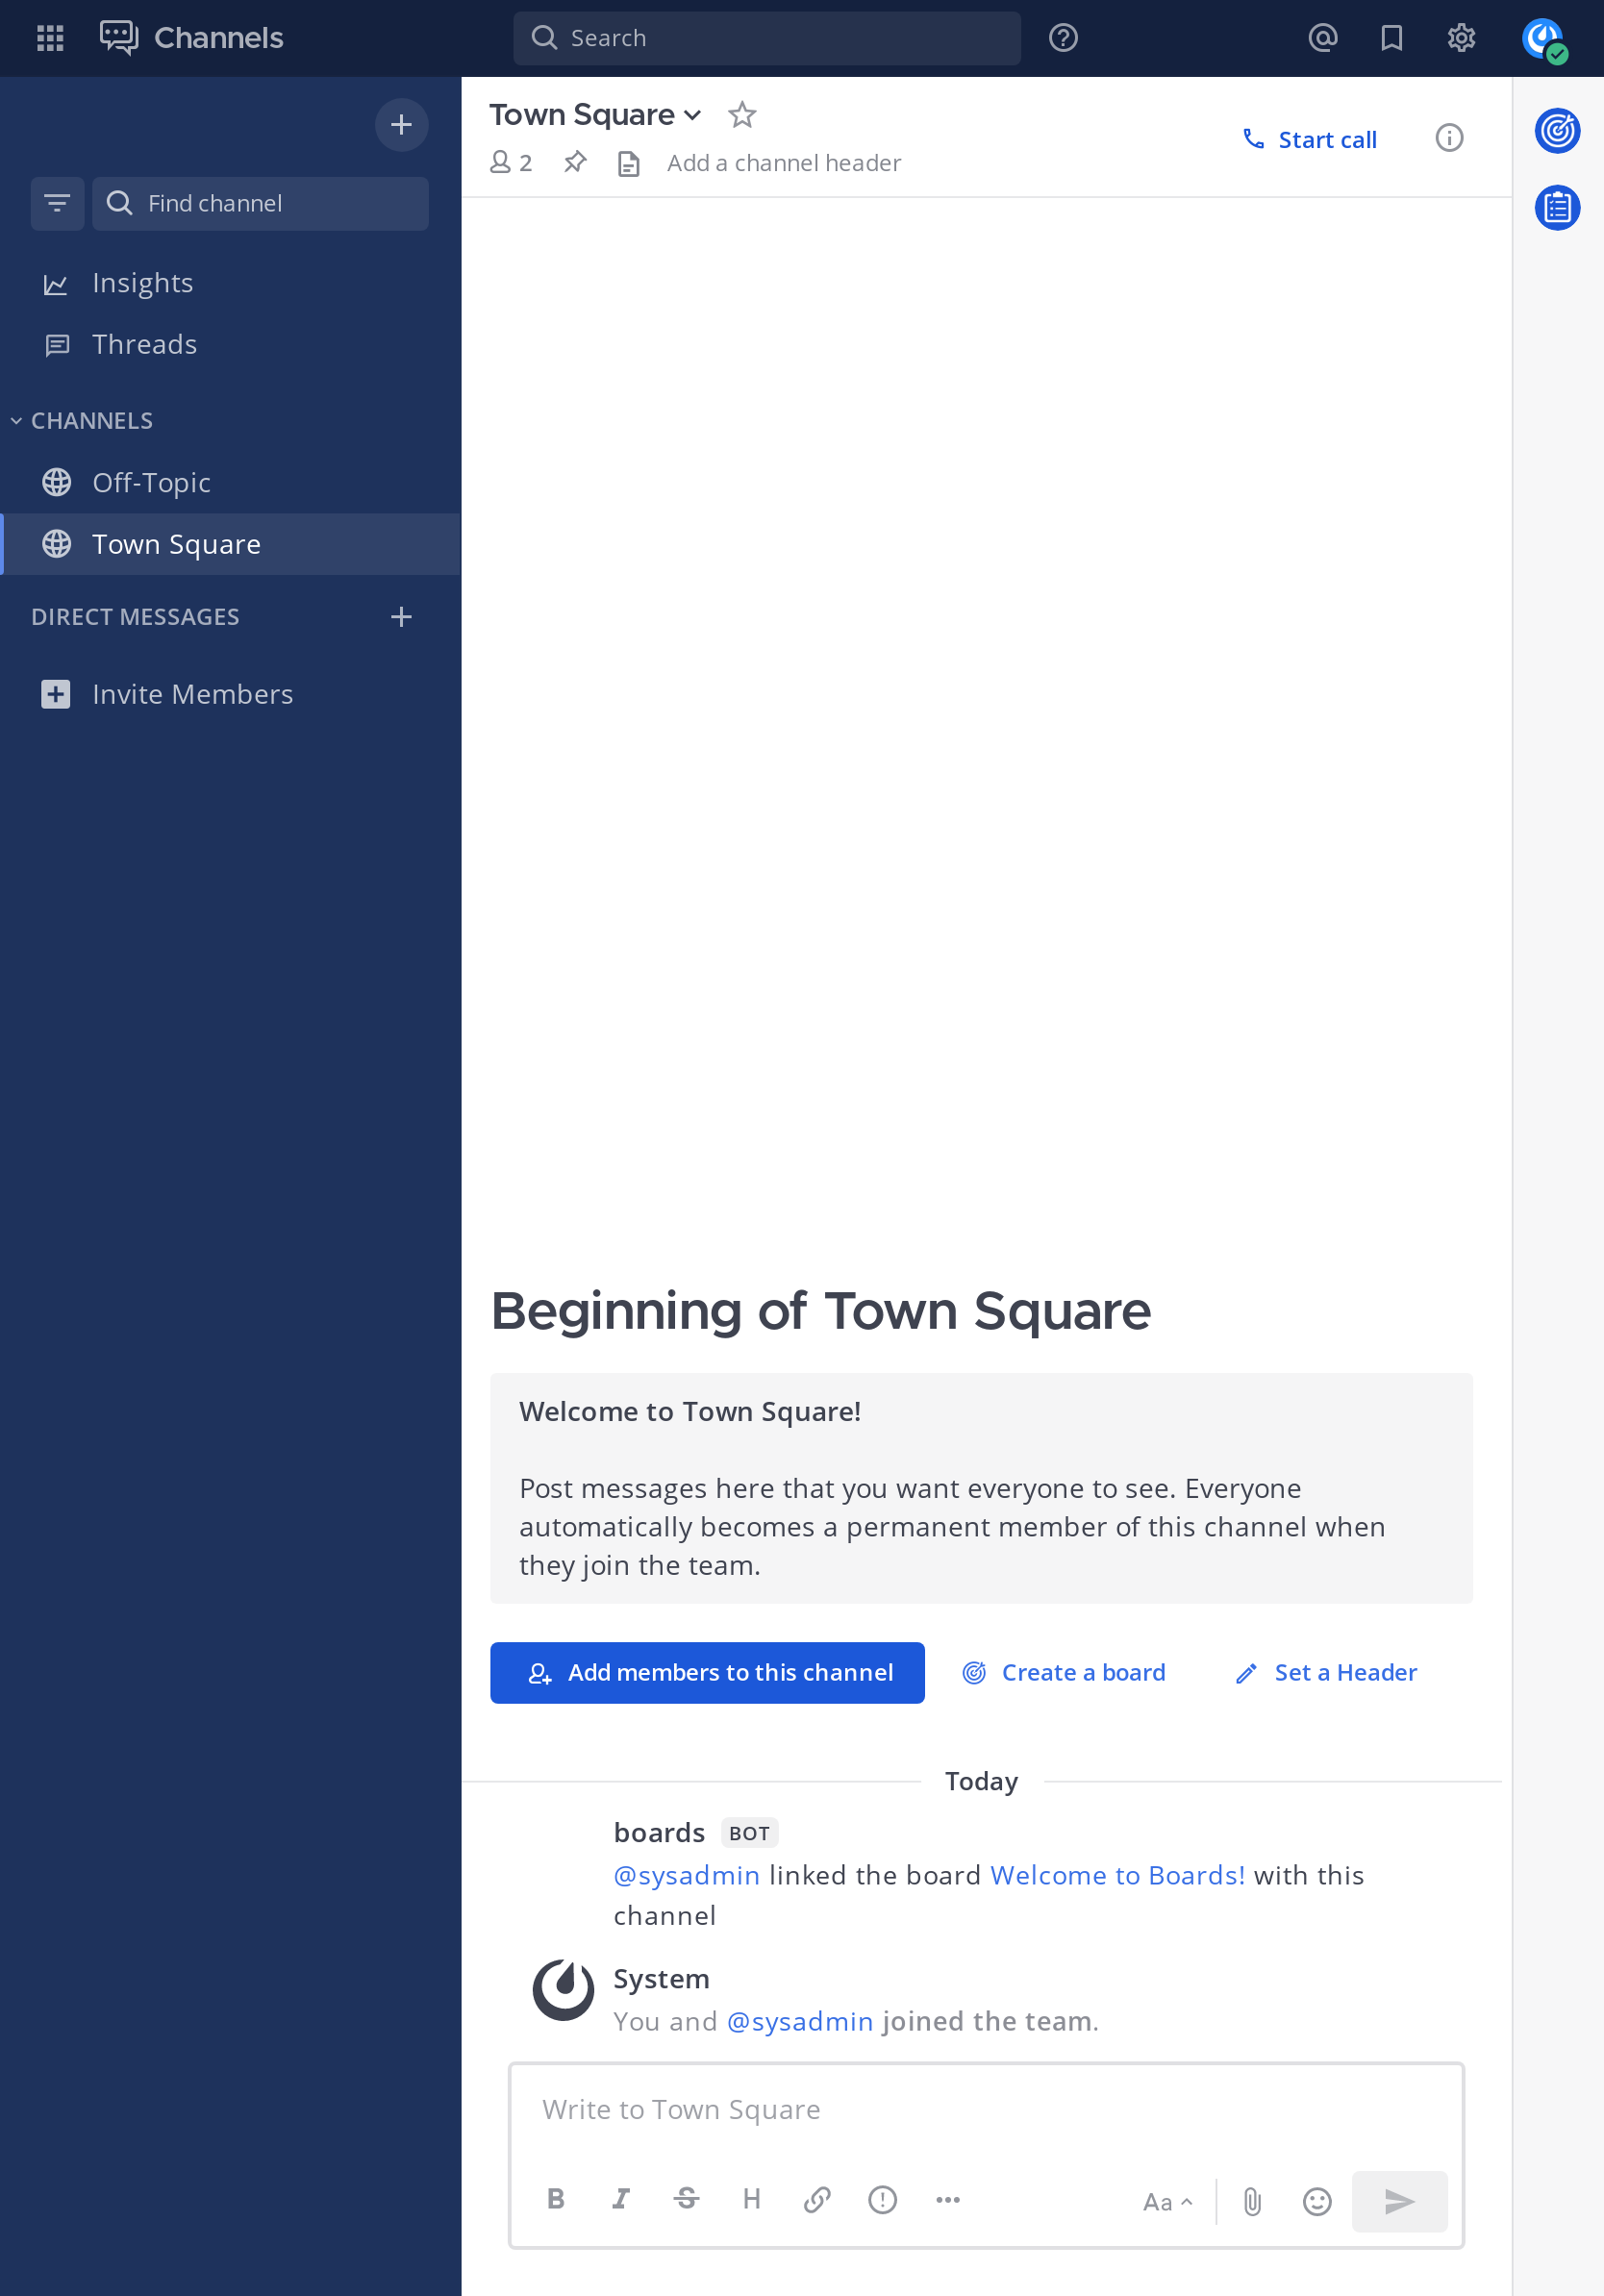 Channels
Search
Find channel
Insights
Threads
CHANNELS
Off-Topic
Town Square
DIRECT MESSAGES
Invite Members
Town Square
2
Add a channel header
Start call
Beginning of Town Square
Welcome to Town Square!
Post messages here that you want everyone to see. Everyone
automatically becomes a permanent member of this channel when
they join the team.
Add members to this channel
Create a board
Set a Header
Today
boards BOT
@sysadmin linked the board Welcome to Boards! with this
channel
System
You and @sysadmin joined the team.
Write to Town Square
B I S H
Aa